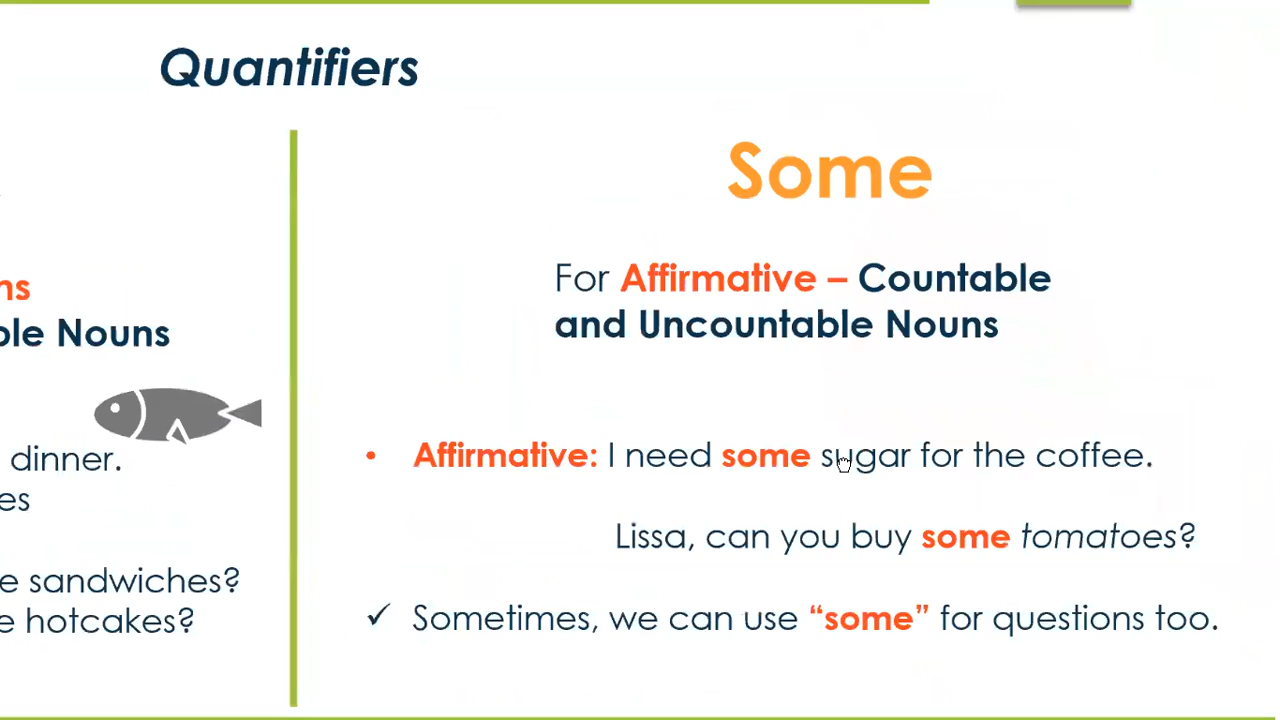 Quantifiers
Some
For Affirmative – Countable
and Uncountable Nouns
ns
ble Nouns
dinner.
es
e sandwiches?
e hotcakes?
• Affirmative: I need some sugar for the coffee.
Lissa, can you buy some tomatoes?
✓ Sometimes, we can use “some” for questions too.